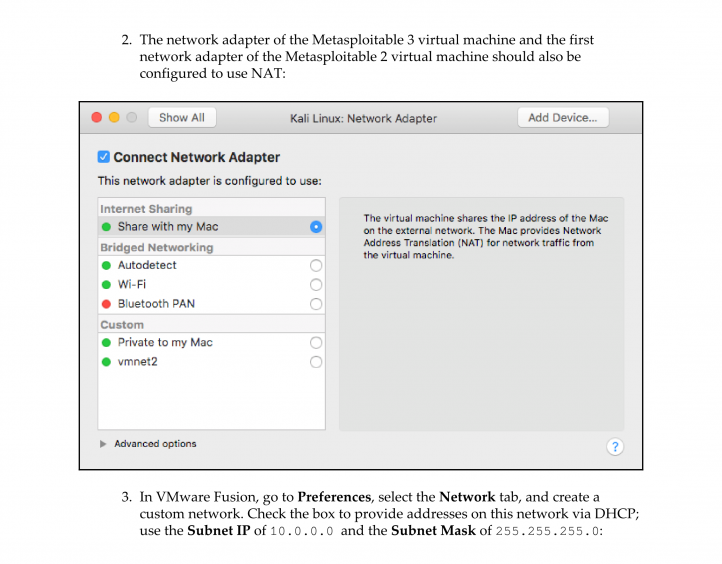 2. The network adapter of the Metasploitable 3 virtual machine and the first
network adapter of the Metasploitable 2 virtual machine should also be
configured to use NAT:
Show All
Kali Linux: Network Adapter
Add Device...
Connect Network Adapter
This network adapter is configured to use:
Internet Sharing
Share with my Mac
Bridged Networking
Autodetect
Wi-Fi
Bluetooth PAN
Custom
Private to my Mac
vmnet2
The virtual machine shares the IP address of the Mac
on the external network. The Mac provides Network
Address Translation (NAT) for network traffic from
the virtual machine.
Advanced options
?
3. In VMware Fusion, go to Preferences, select the Network tab, and create a
custom network. Check the box to provide addresses on this network via DHCP;
use the Subnet IP of 10.0.0.0 and the Subnet Mask of 255.255.255.0: